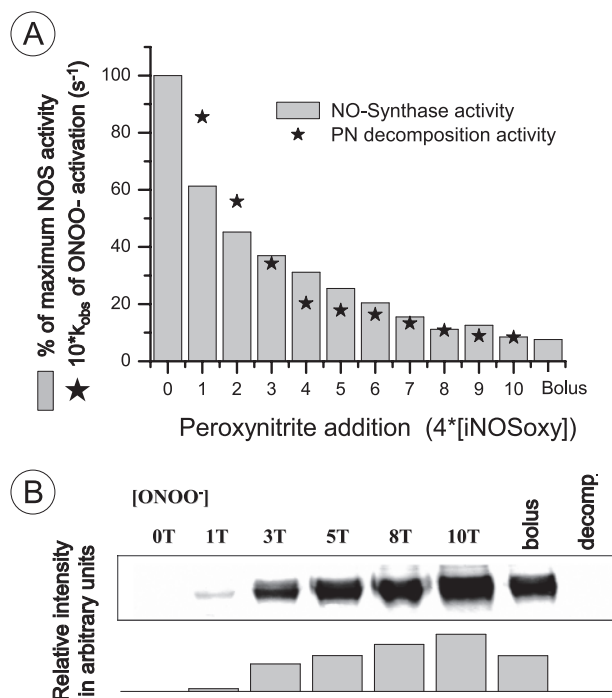 A
% of maximum NOS activity
10*k_obs of ONOO- activation (s⁻¹)
100
80
60
40
20
0
NO-Synthase activity
PN decomposition activity
0 1 2 3 4 5 6 7 8 9 10 Bolus
Peroxynitrite addition (4*[iNOSoxy])
B
[ONOO⁻]
0T 1T 3T 5T 8T 10T bolus decomp.
Relative intensity
in arbitrary units